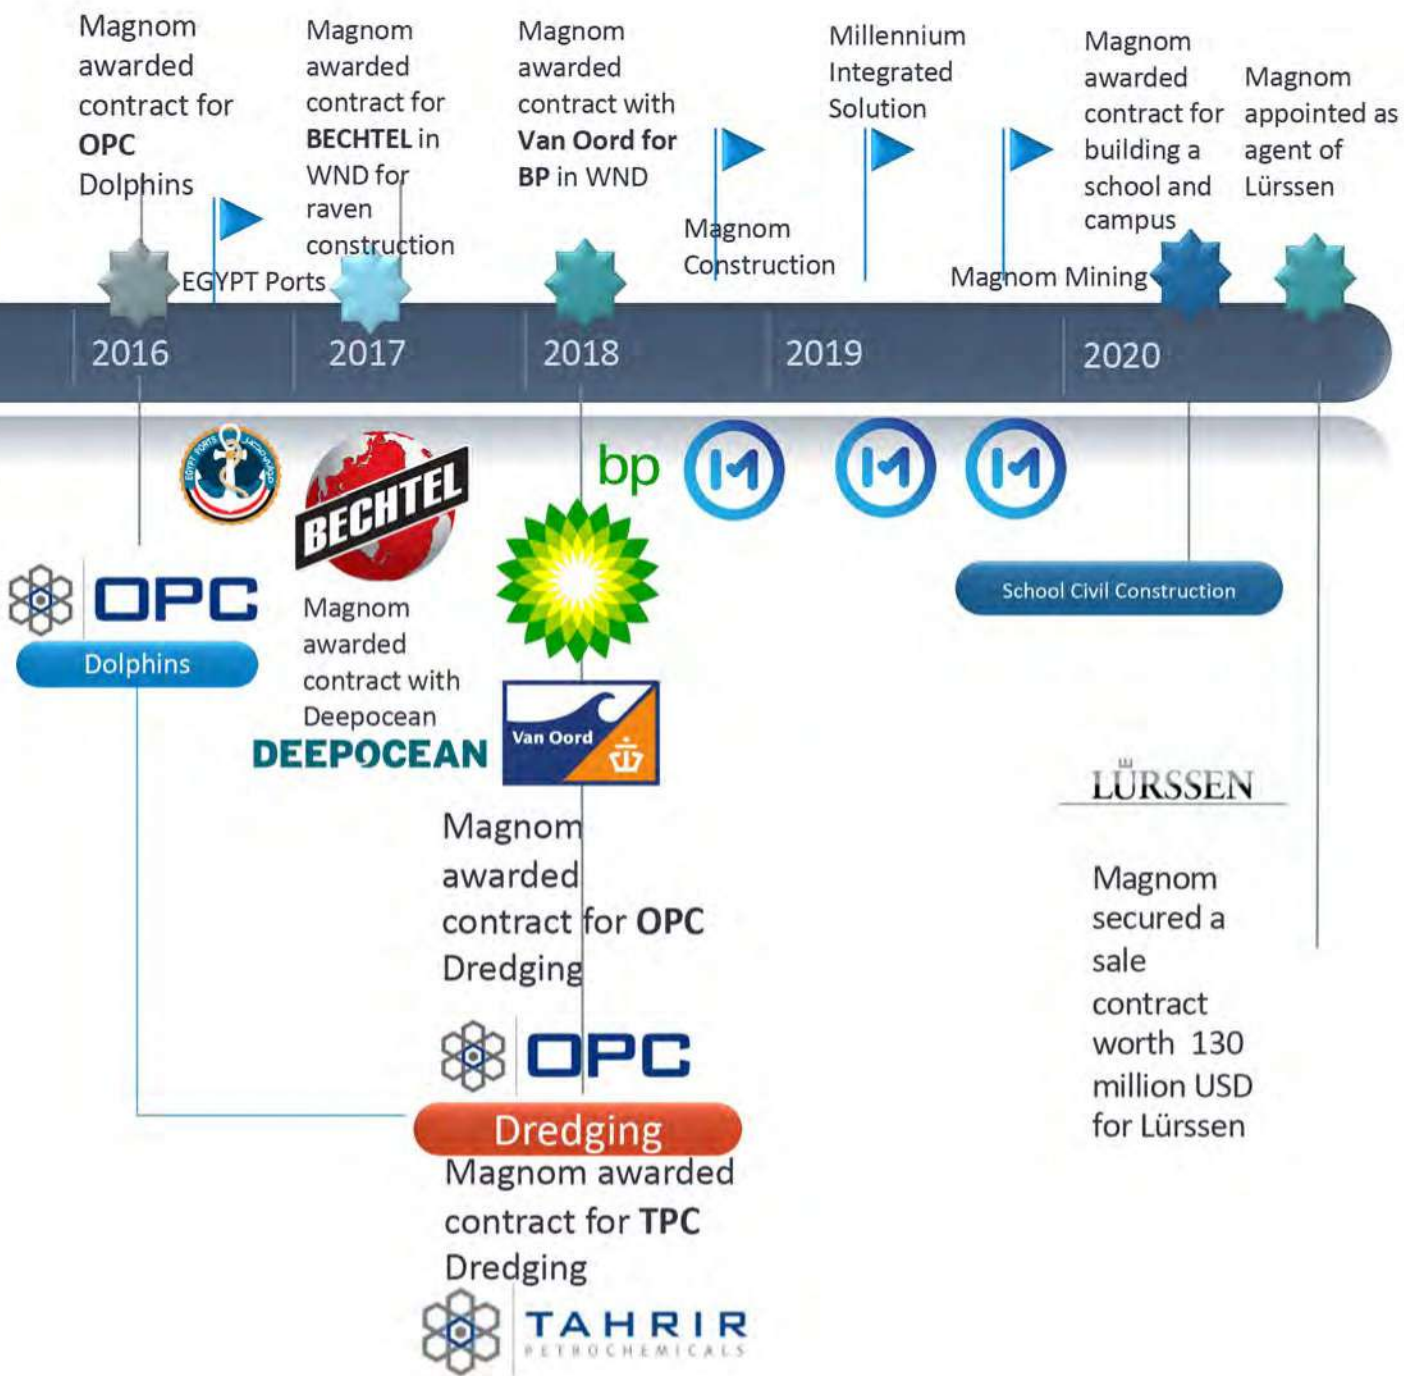 Magnom
awarded
contract for
OPC
Dolphins
EGYPT Ports
Magnom
awarded
contract for
BECHTEL in
WND for
raven
construction
Magnom
awarded
contract with
Van Oord for
BP in WND
Magnom
Construction
Millennium
Integrated
Solution
Magnom Mining
Magnom
awarded
contract for
building a
school and
campus
Magnom
appointed as
agent of
Lürssen
2016
2017
2018
2019
2020
EGYPT PORTS
BECHTEL
bp
OPC
Dolphins
Magnom
awarded
contract with
Deepocean
DEEPOCEAN
Van Oord
School Civil Construction
Magnom
awarded
contract for OPC
Dredging
OPC
Dredging
Magnom awarded
contract for TPC
Dredging
TAHRIR
PETROCHEMICALS
LÜRSSEN
Magnom
secured a
sale
contract
worth 130
million USD
for Lürssen